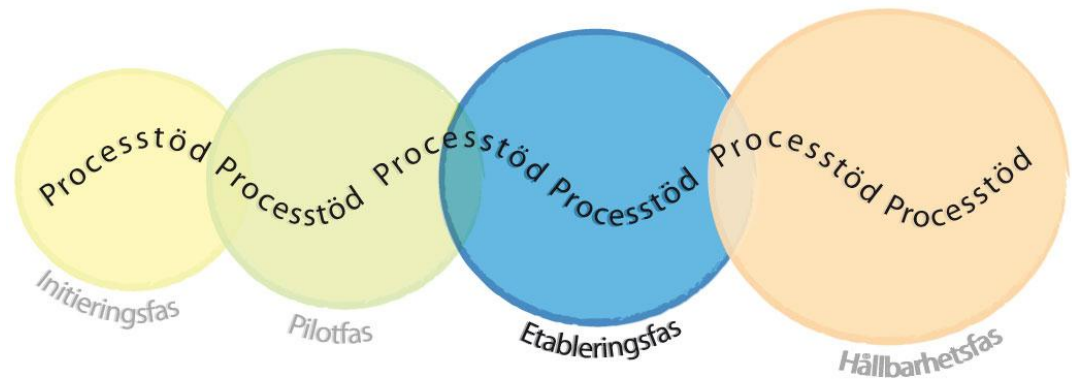 Processtöd Processtöd Processtöd Processtöd Processtöd Processtöd
Initieringsfas
Pilotfas
Etableringsfas
Hållbarhetsfas